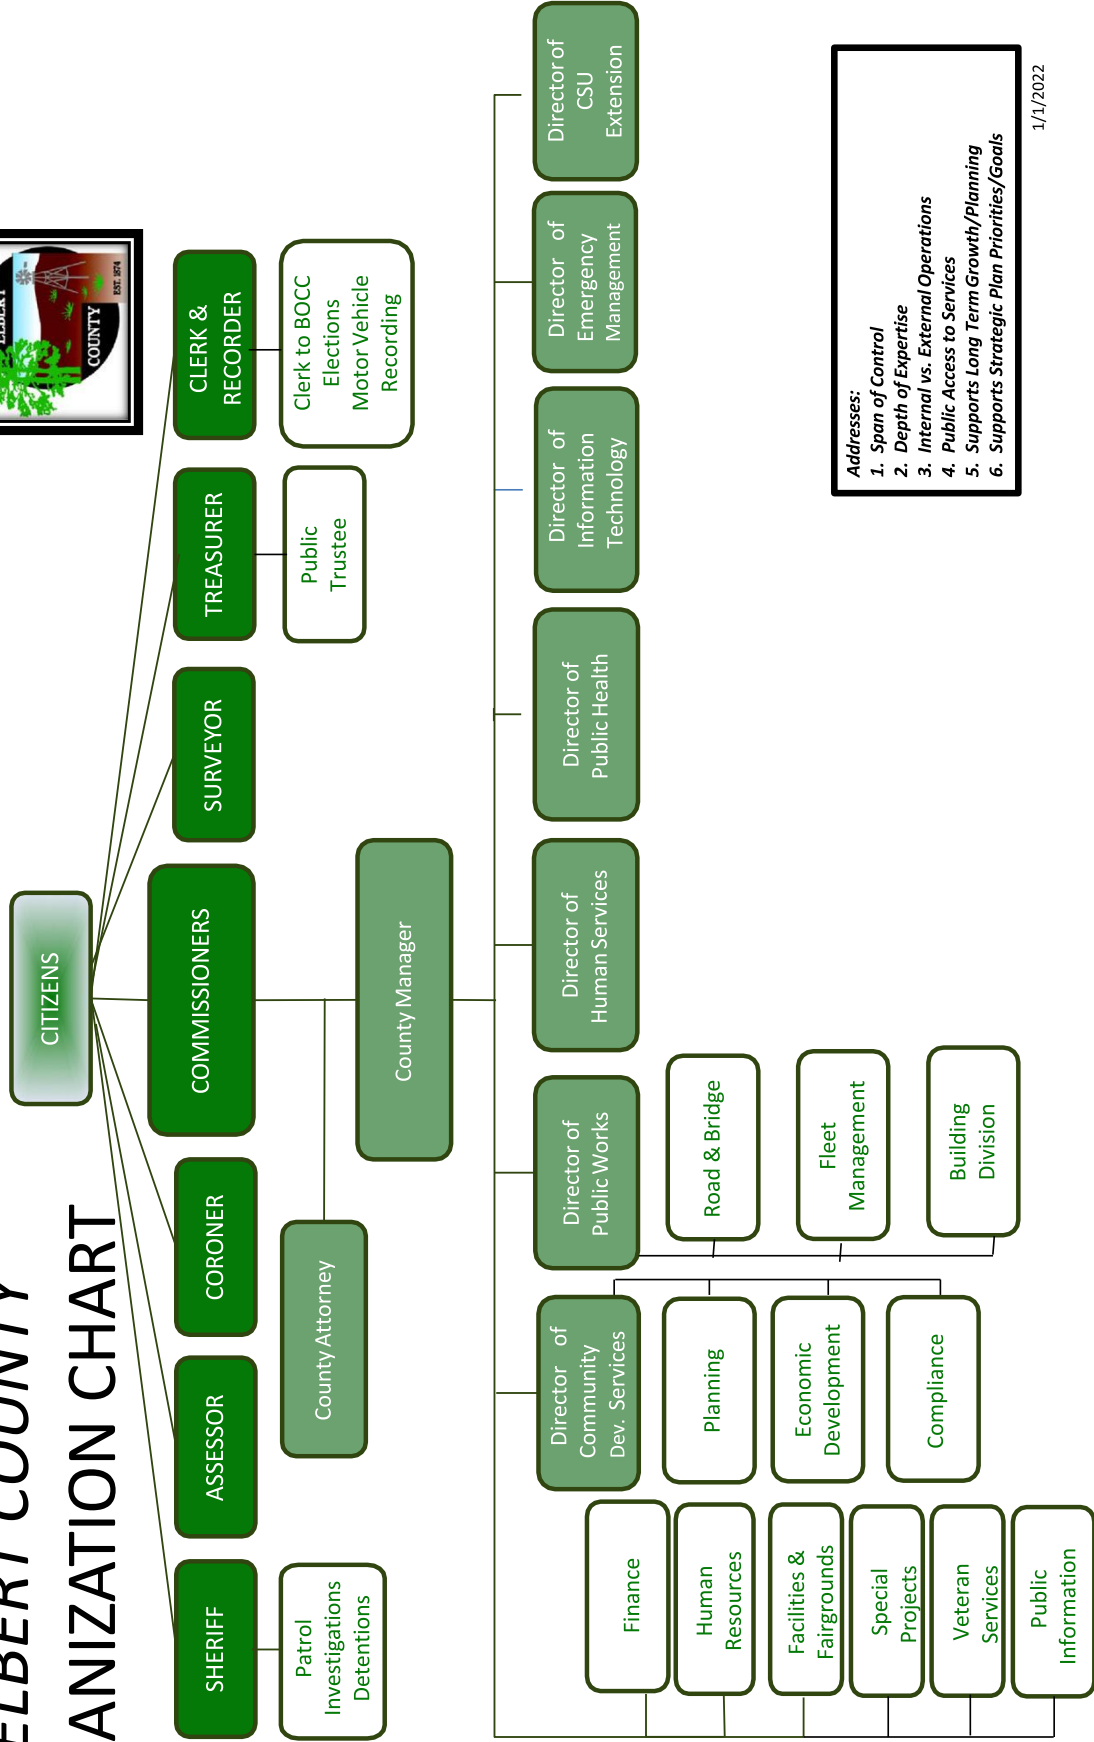 ELBERT COUNTY
ANIZATION CHART
COUNTY
EST. 1874
CITIZENS
SHERIFF
ASSESSOR
CORONER
COMMISSIONERS
SURVEYOR
TREASURER
CLERK &
RECORDER
Patrol
Investigations
Detentions
County Attorney
Public
Trustee
Clerk to BOCC
Elections
Motor Vehicle
Recording
County Manager
Director of
Community
Dev. Services
Director of
Public Works
Director of
Human Services
Director of
Public Health
Director of
Information
Technology
Director of
Emergency
Management
Director of
CSU
Extension
Finance
Human
Resources
Facilities &
Fairgrounds
Special
Projects
Veteran
Services
Public
Information
Planning
Economic
Development
Compliance
Road & Bridge
Fleet
Management
Building
Division
Addresses:
1. Span of Control
2. Depth of Expertise
3. Internal vs. External Operations
4. Public Access to Services
5. Supports Long Term Growth/Planning
6. Supports Strategic Plan Priorities/Goals
1/1/2022